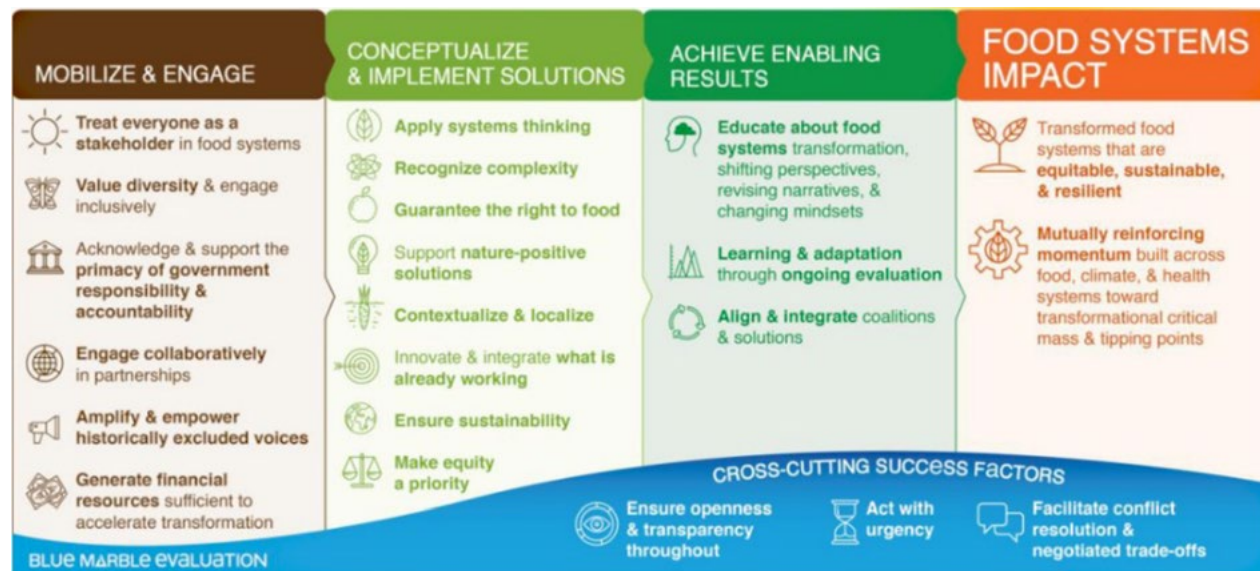 MOBILIZE & ENGAGE
Treat everyone as a
stakeholder in food systems
Value diversity & engage
inclusively
Acknowledge & support the
primacy of government
responsibility &
accountability
Engage collaboratively
in partnerships
Amplify & empower
historically excluded voices
Generate financial
resources sufficient to
accelerate transformation
CONCEPTUALIZE
& IMPLEMENT SOLUTIONS
Apply systems thinking
Recognize complexity
Guarantee the right to food
Support nature-positive
solutions
Contextualize & localize
Innovate & integrate what is
already working
Ensure sustainability
Make equity
a priority
ACHIEVE ENABLING
RESULTS
Educate about food
systems transformation,
shifting perspectives,
revising narratives, &
changing mindsets
Learning & adaptation
through ongoing evaluation
Align & integrate coalitions
& solutions
FOOD SYSTEMS
IMPACT
Transformed food
systems that are
equitable, sustainable,
& resilient
Mutually reinforcing
momentum built across
food, climate, & health
systems toward
transformational critical
mass & tipping points
CROSS-CUTTING SUCCESS FACTORS
Ensure openness
& transparency
throughout
Act with
urgency
Facilitate conflict
resolution &
negotiated trade-offs
BLUE MARBLE EVALUATION